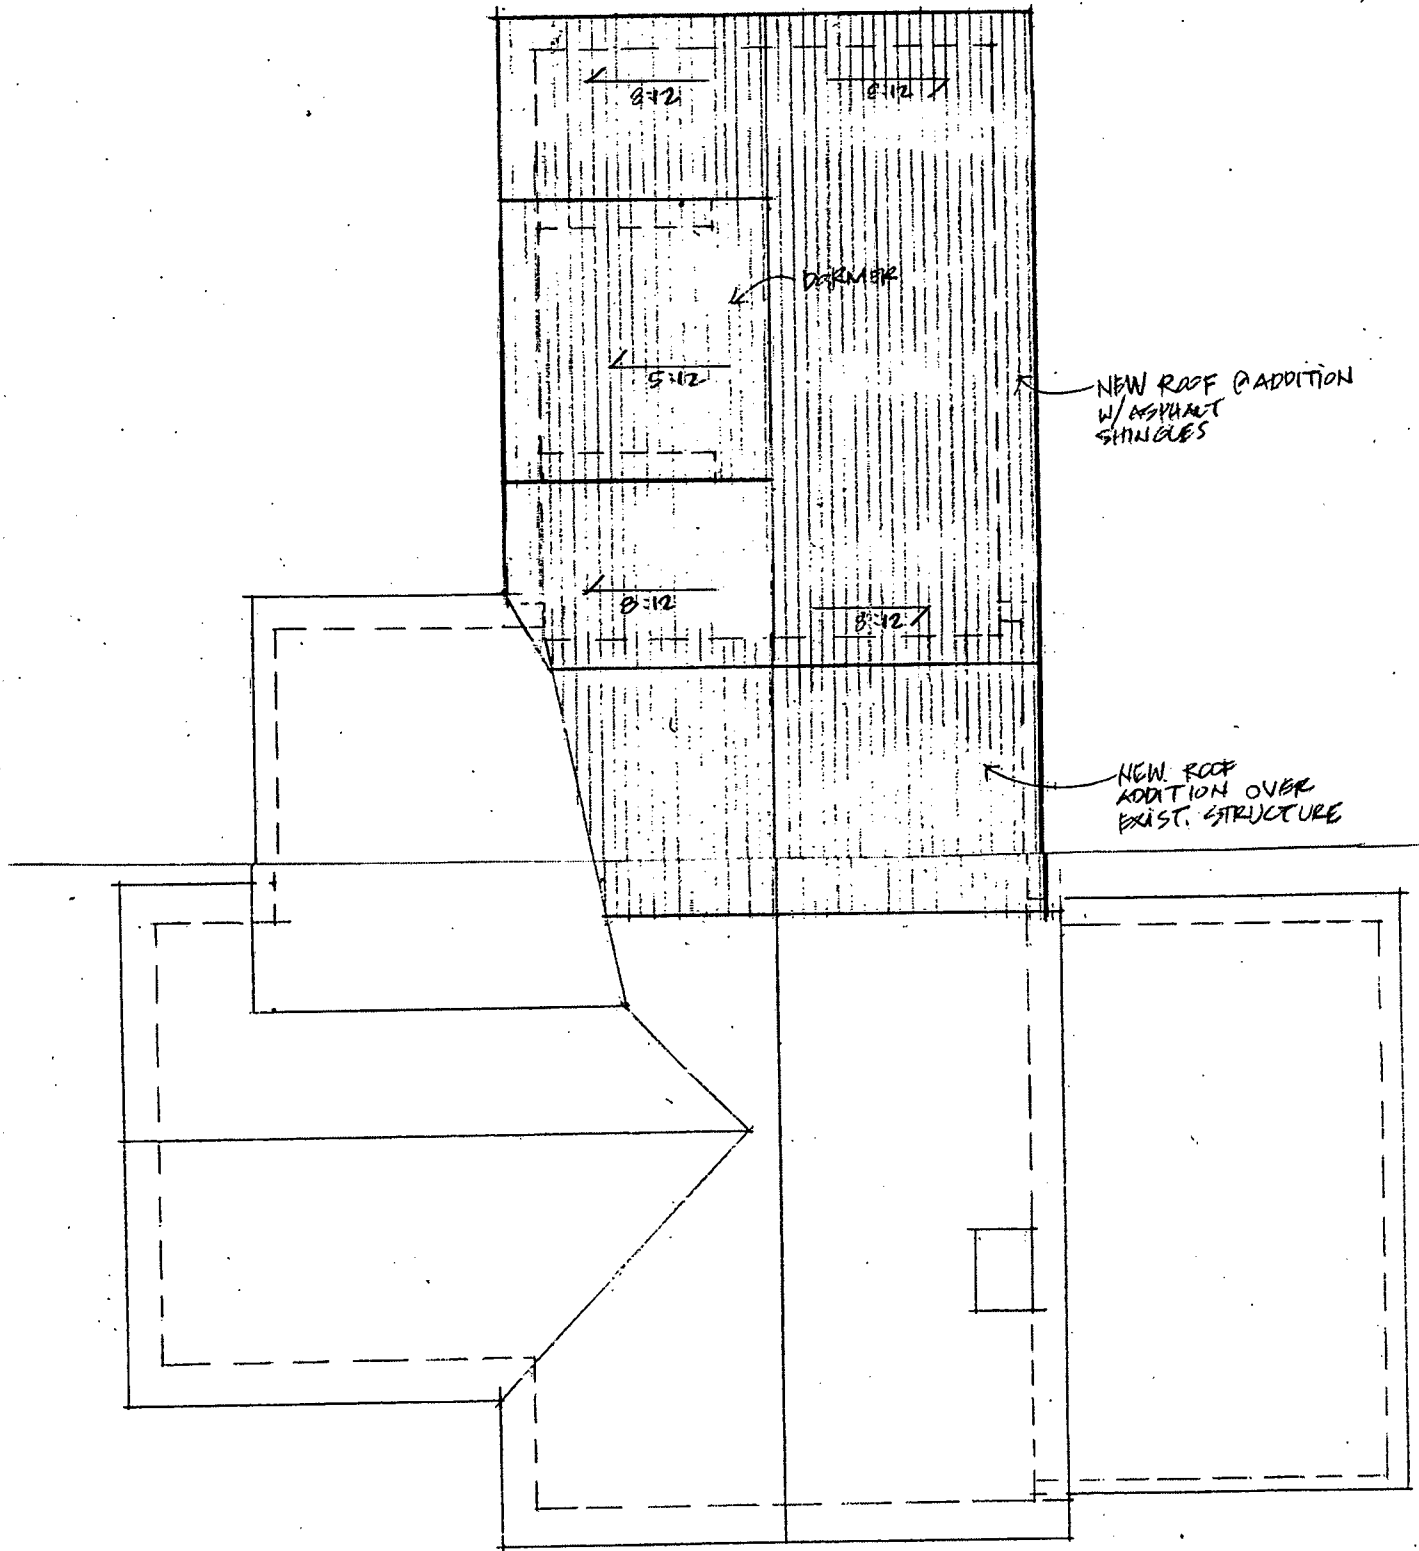 8:12
8:12
DORMER
5:12
NEW ROOF @ ADDITION
W/ ASPHALT
SHINGLES
8:12
8:12
NEW ROOF
ADDITION OVER
EXIST. STRUCTURE